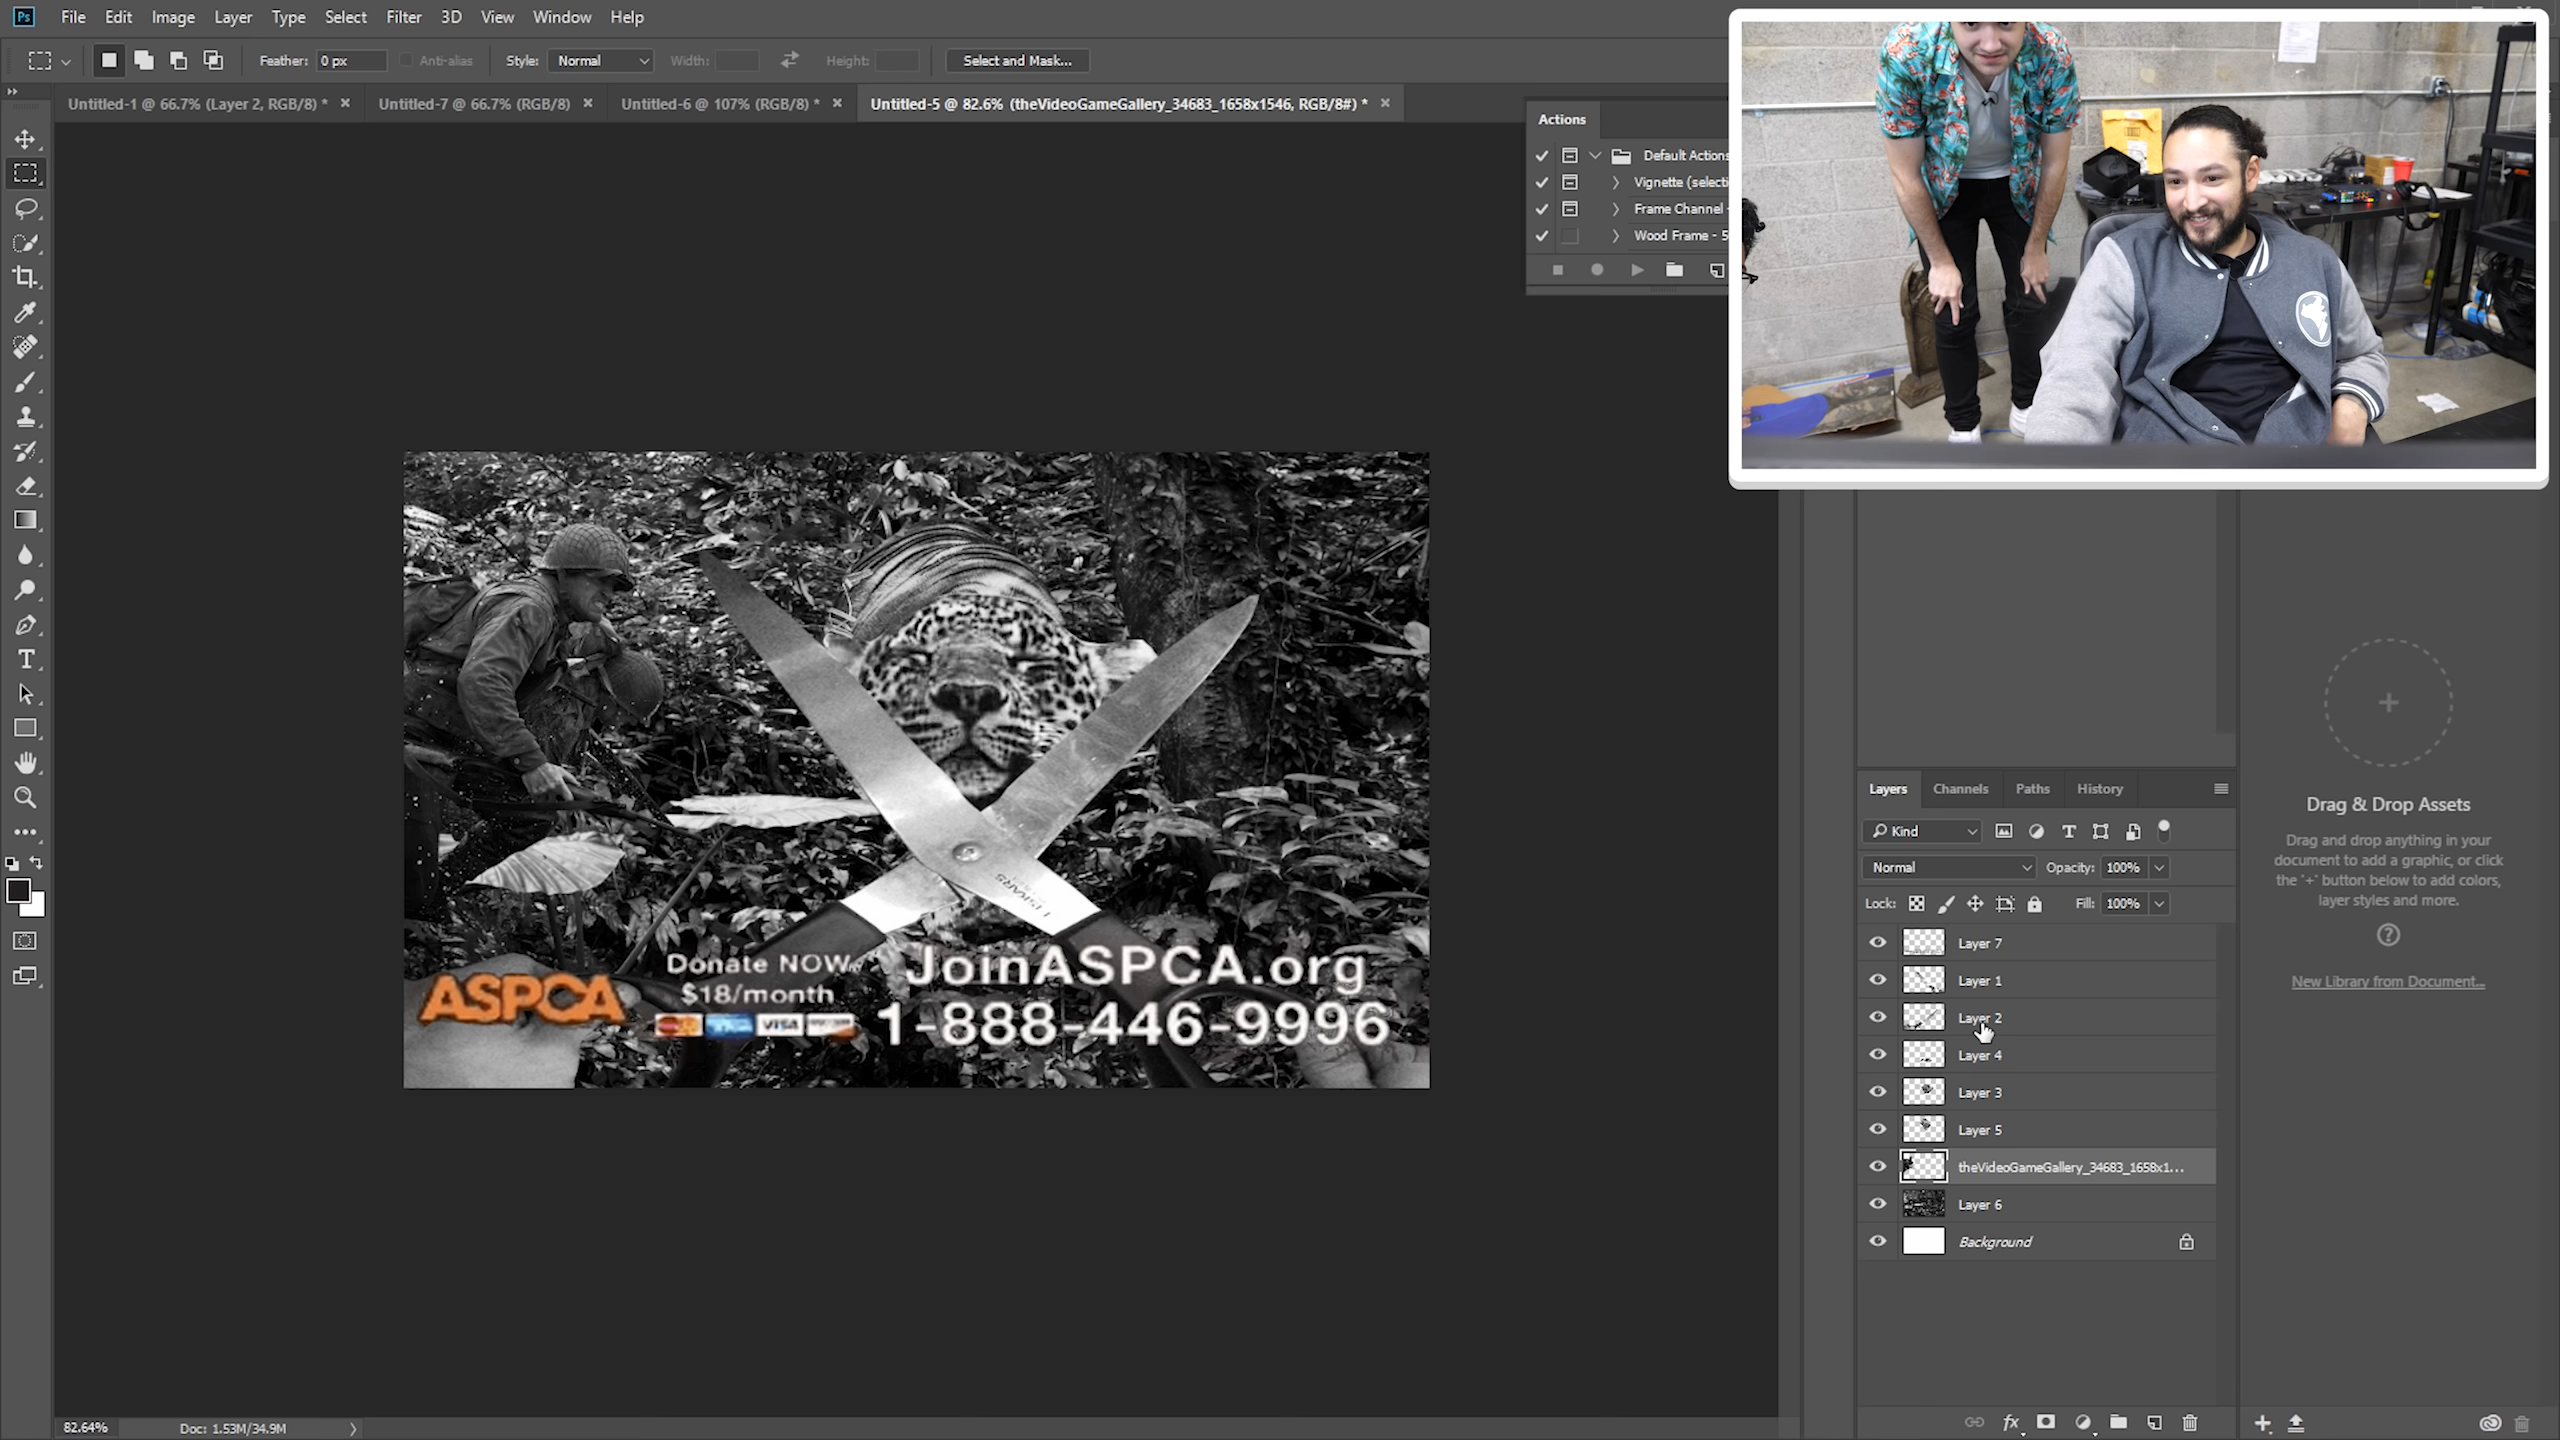 Ps File Edit Image Layer Type Select Filter 3D View Window Help
Feather: 0 px Anti-alias Style: Normal Width: Height: Select and Mask...
Untitled-1 @ 66.7% (Layer 2, RGB/8) * × Untitled-7 @ 66.7% (RGB/8) × Untitled-6 @ 107% (RGB/8) * × Untitled-5 @ 82.6% (theVideoGameGallery_34683_1658x1546, RGB/8#) * ×
Actions
Default Actions
Vignette (selecti
Frame Channel -
Wood Frame - 5
FISKARS
Donate NOW
$18/month
ASPCA
VISA
JoinASPCA.org
1-888-446-9996
Layers Channels Paths History
Kind
Normal Opacity: 100%
Lock: Fill: 100%
Layer 7
Layer 1
Layer 2
Layer 4
Layer 3
Layer 5
theVideoGameGallery_34683_1658x1...
Layer 6
Background
fx
Drag & Drop Assets
Drag and drop anything in your
document to add a graphic, or click
the '+' button below to add colors,
layer styles and more.
New Library from Document...
82.64% Doc: 1.53M/34.9M